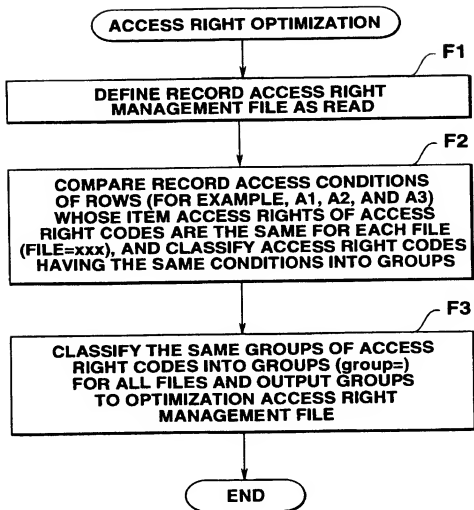 ACCESS RIGHT OPTIMIZATION
F1
DEFINE RECORD ACCESS RIGHT
MANAGEMENT FILE AS READ
F2
COMPARE RECORD ACCESS CONDITIONS
OF ROWS (FOR EXAMPLE, A1, A2, AND A3)
WHOSE ITEM ACCESS RIGHTS OF ACCESS
RIGHT CODES ARE THE SAME FOR EACH FILE
(FILE=xxx), AND CLASSIFY ACCESS RIGHT CODES
HAVING THE SAME CONDITIONS INTO GROUPS
F3
CLASSIFY THE SAME GROUPS OF ACCESS
RIGHT CODES INTO GROUPS (group=)
FOR ALL FILES AND OUTPUT GROUPS
TO OPTIMIZATION ACCESS RIGHT
MANAGEMENT FILE
END